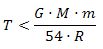 T < G · M · m / 54 · R